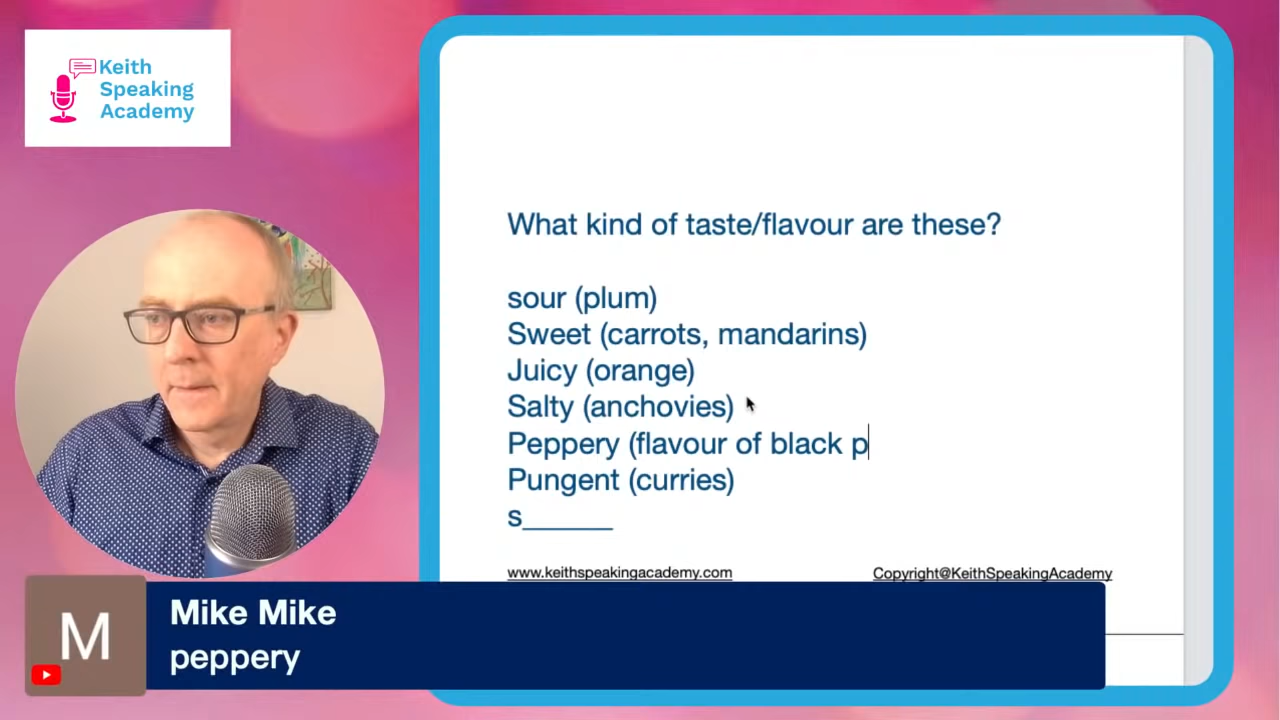 Keith
Speaking
Academy
What kind of taste/flavour are these?
sour (plum)
Sweet (carrots, mandarins)
Juicy (orange)
Salty (anchovies)
Peppery (flavour of black p
Pungent (curries)
s______
www.keithspeakingacademy.com
Copyright@KeithSpeakingAcademy
M
Mike Mike
peppery